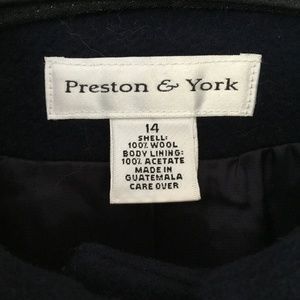 Preston & York
14
SHELL:
100% WOOL
BODY LINING:
100% ACETATE
MADE IN
GUATEMALA
CARE OVER